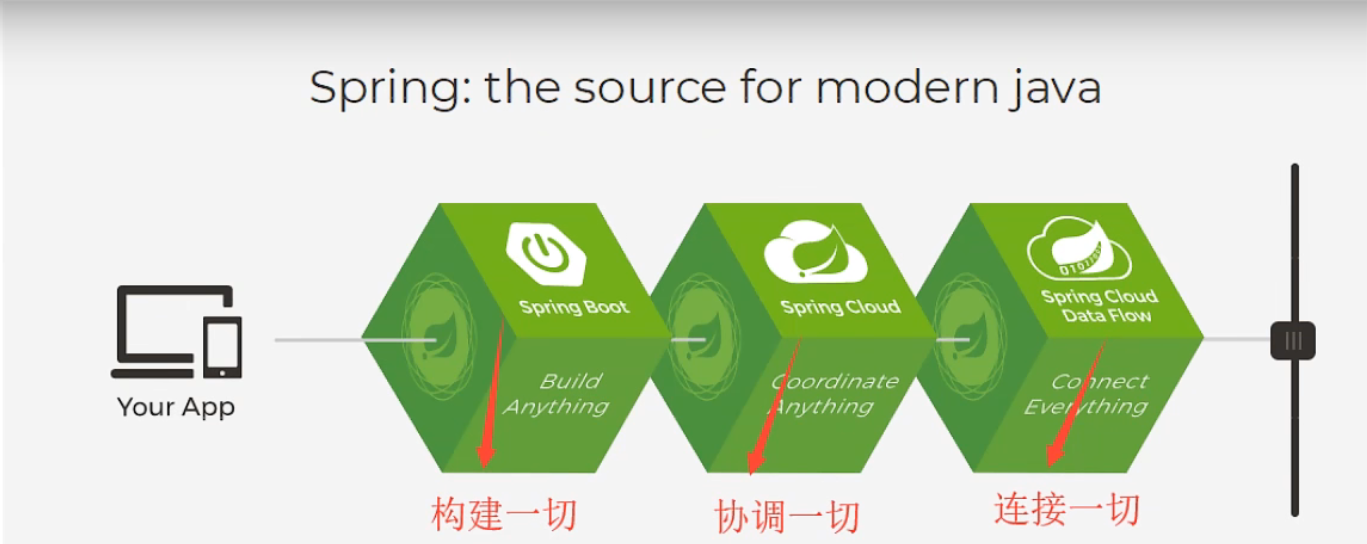 Spring: the source for modern java
Spring Boot
Spring Cloud
Spring Cloud
Data Flow
Your App
Build
Anything
Coordinate
Anything
Connect
Everything
构建一切
协调一切
连接一切